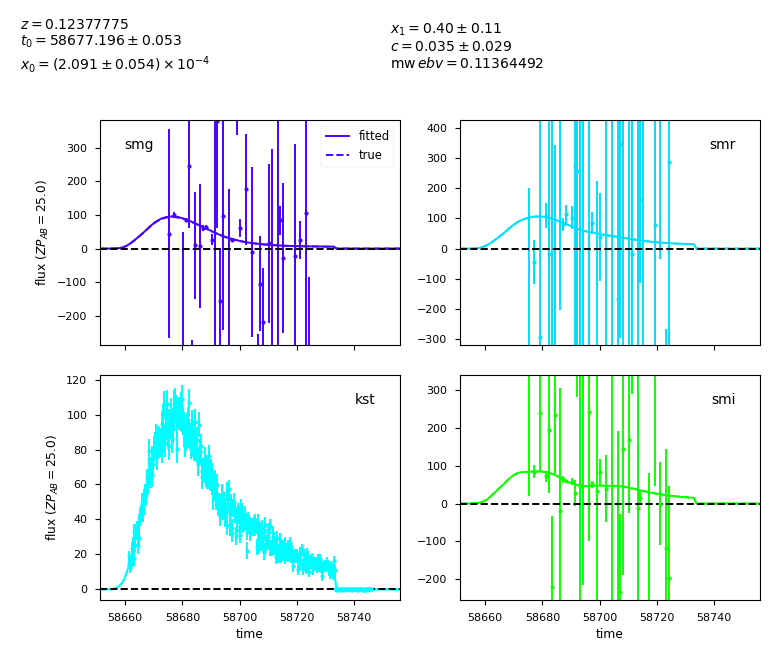 z = 0.12377775
t₀ = 58677.196 ± 0.053
x₀ = (2.091 ± 0.054) × 10⁻⁴
x₁ = 0.40 ± 0.11
c = 0.035 ± 0.029
mw ebv = 0.11364492
smg
fitted
true
300
200
100
0
−100
−200
flux (ZP_AB = 25.0)
smr
400
300
200
100
0
−100
−200
−300
kst
120
100
80
60
40
20
0
flux (ZP_AB = 25.0)
58660 58680 58700 58720 58740
time
smi
300
200
100
0
−100
−200
58660 58680 58700 58720 58740
time